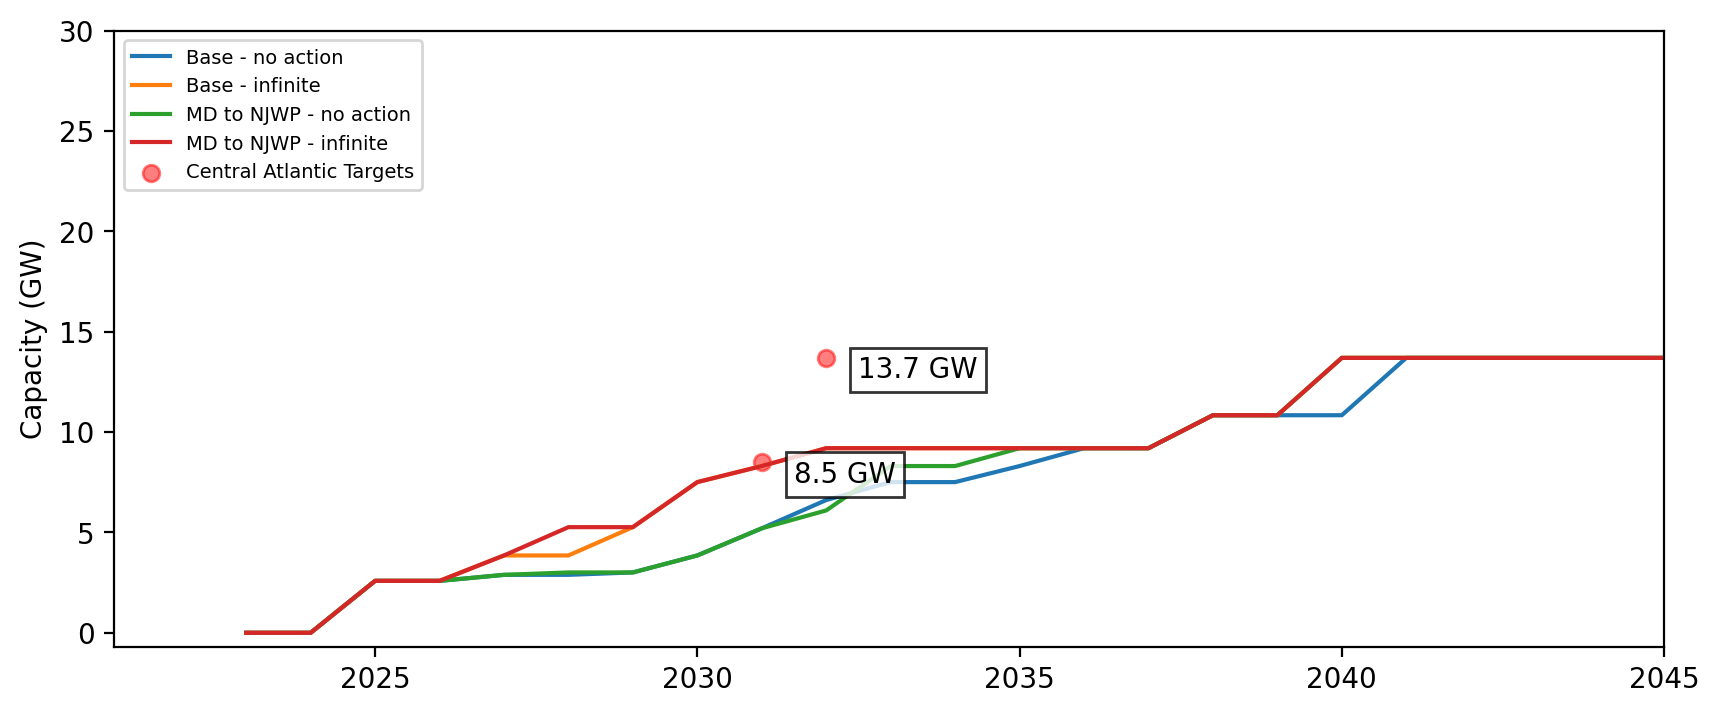 Capacity (GW)
30
25
20
15
10
5
0
Base - no action
Base - infinite
MD to NJWP - no action
MD to NJWP - infinite
Central Atlantic Targets
13.7 GW
8.5 GW
2025
2030
2035
2040
2045